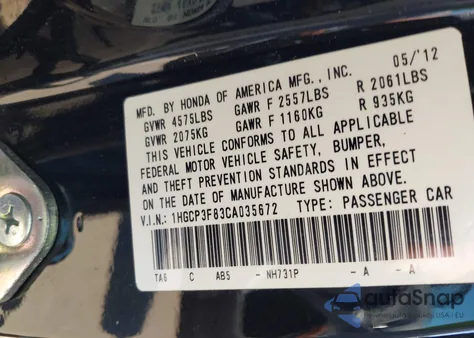 MFD. BY HONDA OF AMERICA MFG., INC. 05/'12
GVWR 4575LBS GAWR F 2557LBS R 2061LBS
GVWR 2075KG GAWR F 1160KG R 935KG
THIS VEHICLE CONFORMS TO ALL APPLICABLE
FEDERAL MOTOR VEHICLE SAFETY, BUMPER,
AND THEFT PREVENTION STANDARDS IN EFFECT
ON THE DATE OF MANUFACTURE SHOWN ABOVE.
V.I.N.: 1HGCP3F83CA035672 TYPE: PASSENGER CAR
TA6 C AB5 - NH731P - A - A
autoSnap